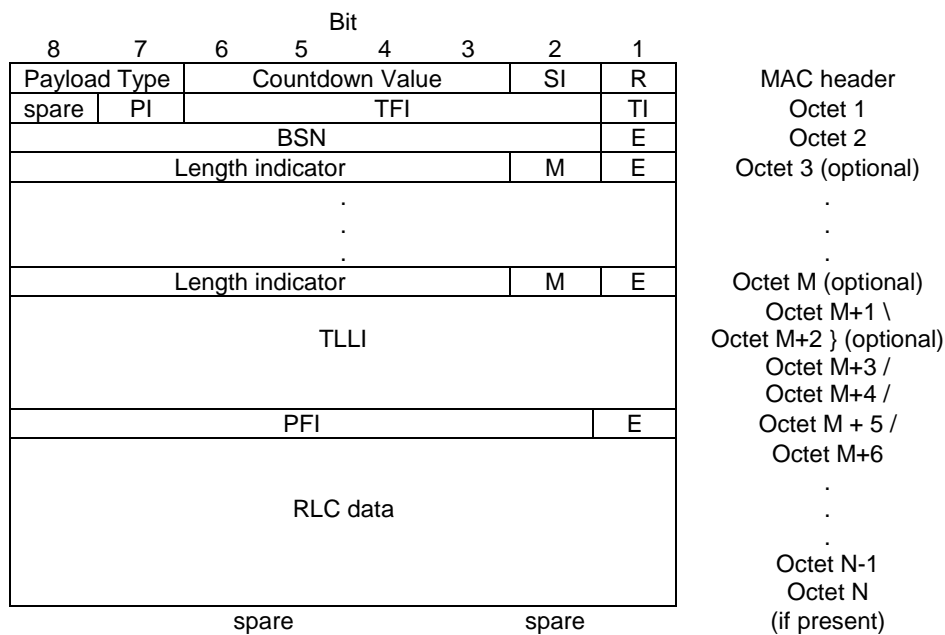 Bit
8 7 6 5 4 3 2 1
Payload Type Countdown Value SI R MAC header
spare PI TFI TI Octet 1
BSN E Octet 2
Length indicator M E Octet 3 (optional)
. .
. .
. .
Length indicator M E Octet M (optional)
Octet M+1 \
TLLI Octet M+2 } (optional)
Octet M+3 /
Octet M+4 /
PFI E Octet M + 5 /
Octet M+6
.
RLC data .
.
Octet N-1
Octet N
spare spare (if present)